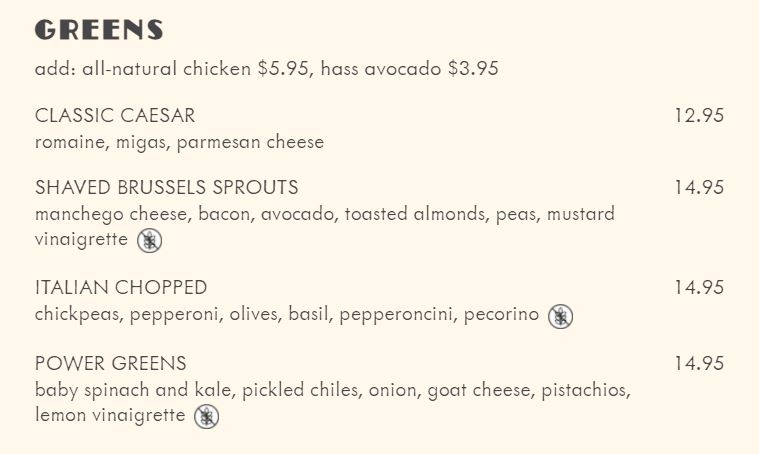 GREENS
add: all-natural chicken $5.95, hass avocado $3.95
CLASSIC CAESAR 12.95
romaine, migas, parmesan cheese
SHAVED BRUSSELS SPROUTS 14.95
manchego cheese, bacon, avocado, toasted almonds, peas, mustard
vinaigrette
ITALIAN CHOPPED 14.95
chickpeas, pepperoni, olives, basil, pepperoncini, pecorino
POWER GREENS 14.95
baby spinach and kale, pickled chiles, onion, goat cheese, pistachios,
lemon vinaigrette